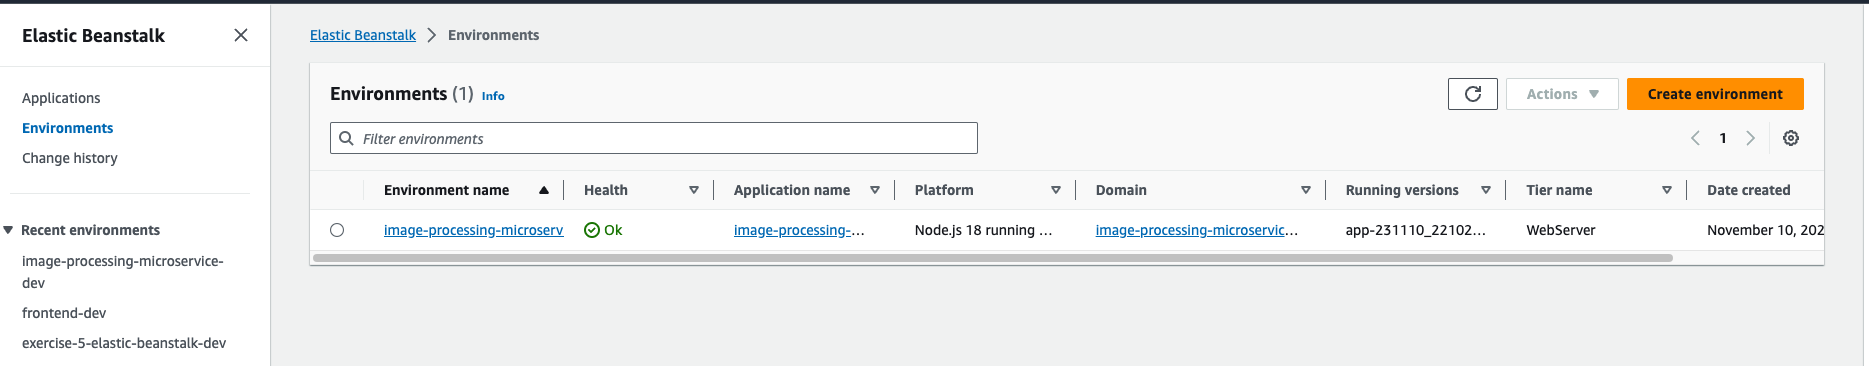 Elastic Beanstalk
Applications
Environments
Change history
Recent environments
image-processing-microservice-
dev
frontend-dev
exercise-5-elastic-beanstalk-dev
Elastic Beanstalk > Environments
Environments (1) Info
Actions
Create environment
Filter environments
1
Environment name Health Application name Platform Domain Running versions Tier name Date created
image-processing-microserv Ok image-processing-... Node.js 18 running ... image-processing-microservic... app-231110_22102... WebServer November 10, 202